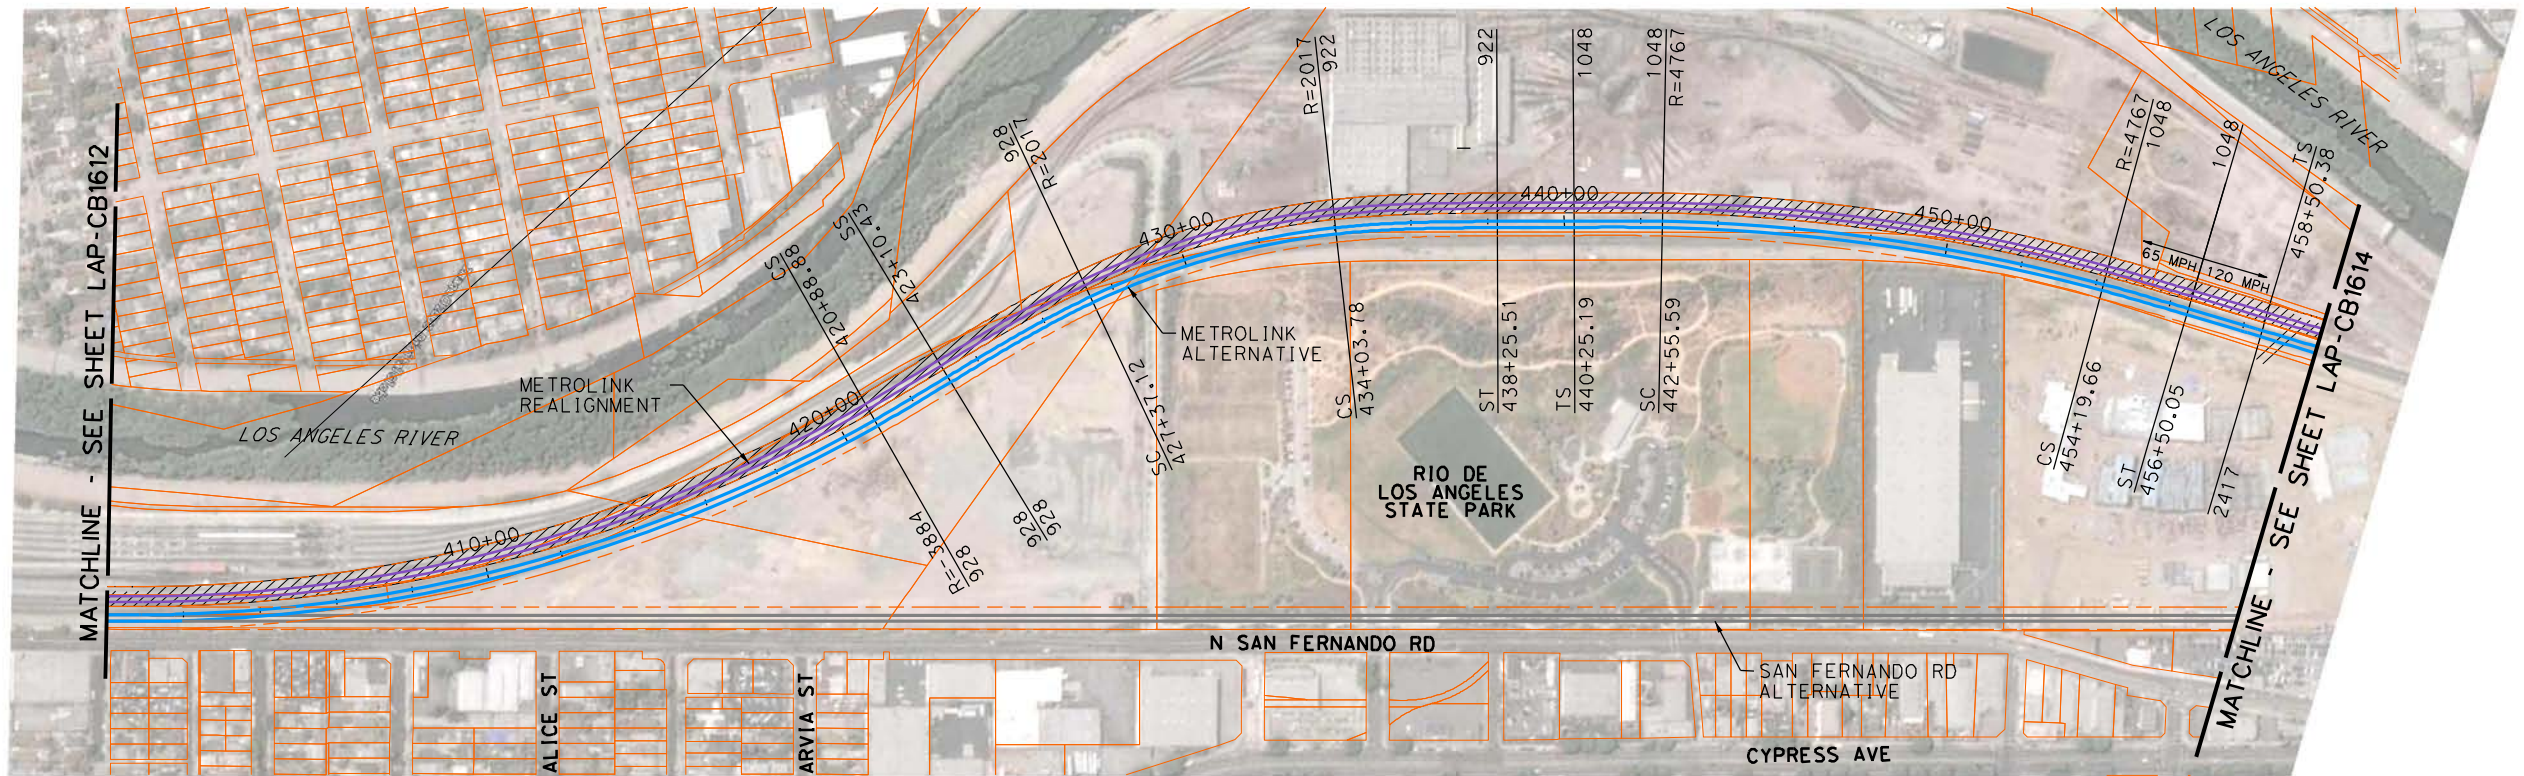 MATCHLINE - SEE SHEET LAP-CB1612
LOS ANGELES RIVER
METROLINK
REALIGNMENT
410+00
420+00
430+00
440+00
450+00
CS
420+88.88
R=-3884
928
SS
423+10.43
928
928
928
R=2017
SC
427+37.12
R=2017
922
CS
434+03.78
922
ST
438+25.51
1048
TS
440+25.19
1048
R=4767
SC
442+55.59
R=4767
1048
CS
454+19.66
1048
ST
456+50.05
TS
458+50.38
2417
65 MPH
120 MPH
LOS ANGELES RIVER
METROLINK
ALTERNATIVE
RIO DE
LOS ANGELES
STATE PARK
N SAN FERNANDO RD
SAN FERNANDO RD
ALTERNATIVE
ALICE ST
ARVIA ST
CYPRESS AVE
MATCHLINE - SEE SHEET LAP-CB1614